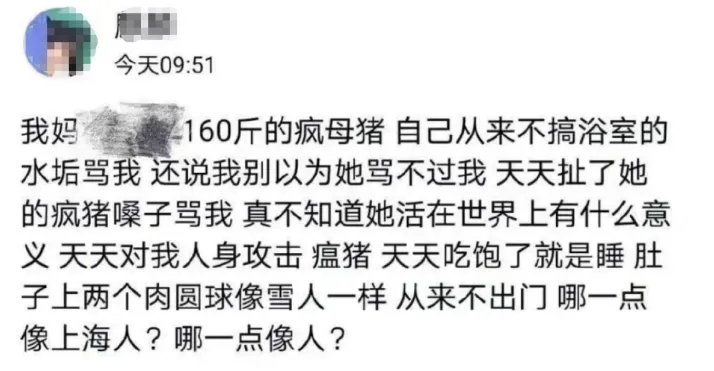 今天09:51
我妈 160斤的疯母猪 自己从来不搞浴室的
水垢骂我 还说我别以为她骂不过我 天天扯了她
的疯猪嗓子骂我 真不知道她活在世界上有什么意
义 天天对我人身攻击 瘟猪 天天吃饱了就是睡 肚
子上两个肉圆球像雪人一样 从来不出门 哪一点
像上海人？哪一点像人？